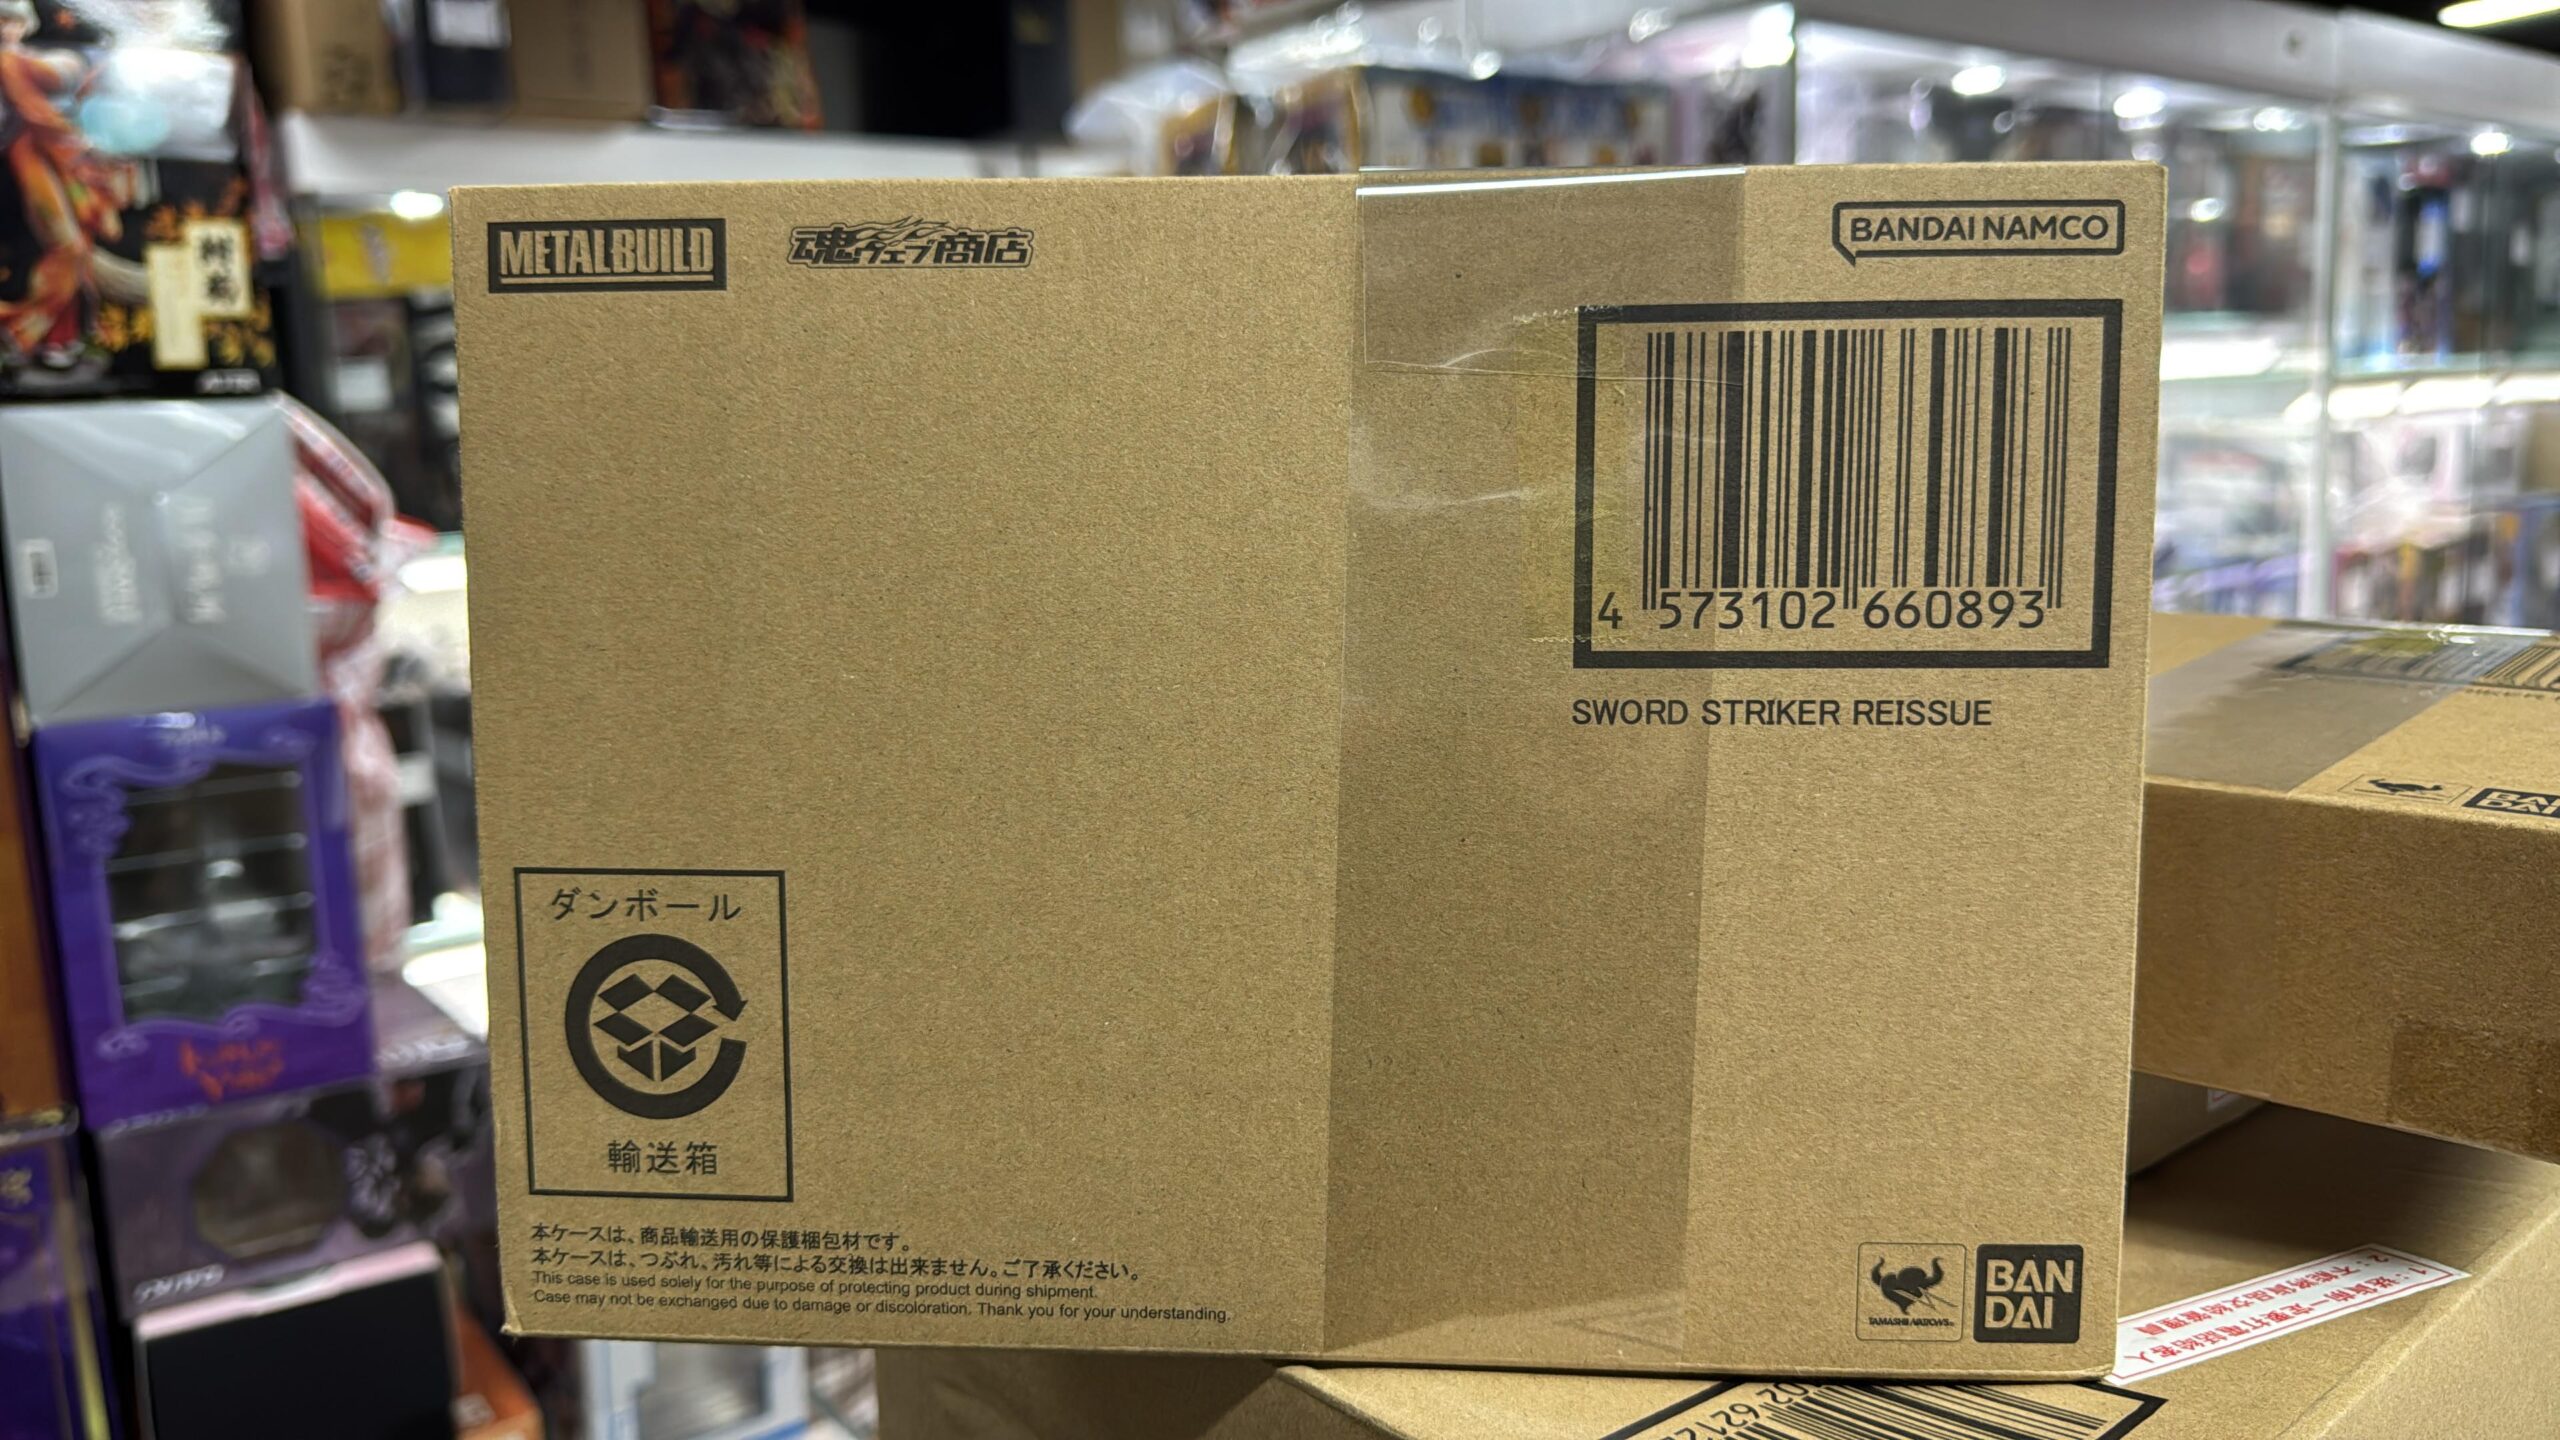 METAL BUILD
魂ウェブ商店
BANDAI NAMCO
4 573102 660893
SWORD STRIKER REISSUE
ダンボール
輸送箱
本ケースは、商品輸送用の保護梱包材です。
本ケースは、つぶれ、汚れ等による交換は出来ません。ご了承ください。
This case is used solely for the purpose of protecting product during shipment.
Case may not be exchanged due to damage or discoloration. Thank you for your understanding.
TAMASHII NATIONS
BAN
DAI